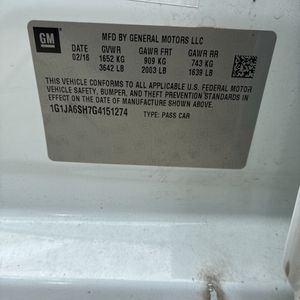 GM
MFD BY GENERAL MOTORS LLC
DATE GVWR GAWR FRT GAWR RR
02/16 1652 KG 909 KG 743 KG
3642 LB 2003 LB 1639 LB
THIS VEHICLE CONFORMS TO ALL APPLICABLE U.S. FEDERAL MOTOR
VEHICLE SAFETY, BUMPER, AND THEFT PREVENTION STANDARDS IN
EFFECT ON THE DATE OF MANUFACTURE SHOWN ABOVE.
1G1JA6SH7G4151274
TYPE: PASS CAR